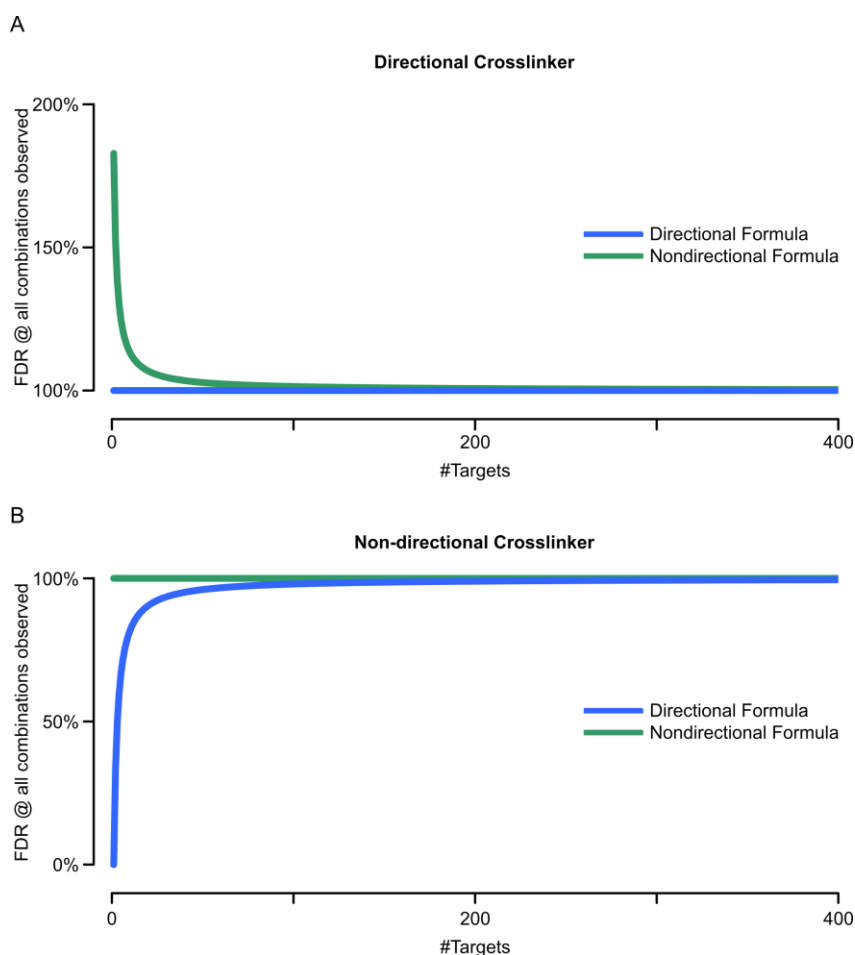 A
Directional Crosslinker
FDR @ all combinations observed
200%
150%
100%
Directional Formula
Nondirectional Formula
0
200
400
#Targets
B
Non-directional Crosslinker
FDR @ all combinations observed
100%
50%
0%
Directional Formula
Nondirectional Formula
0
200
400
#Targets